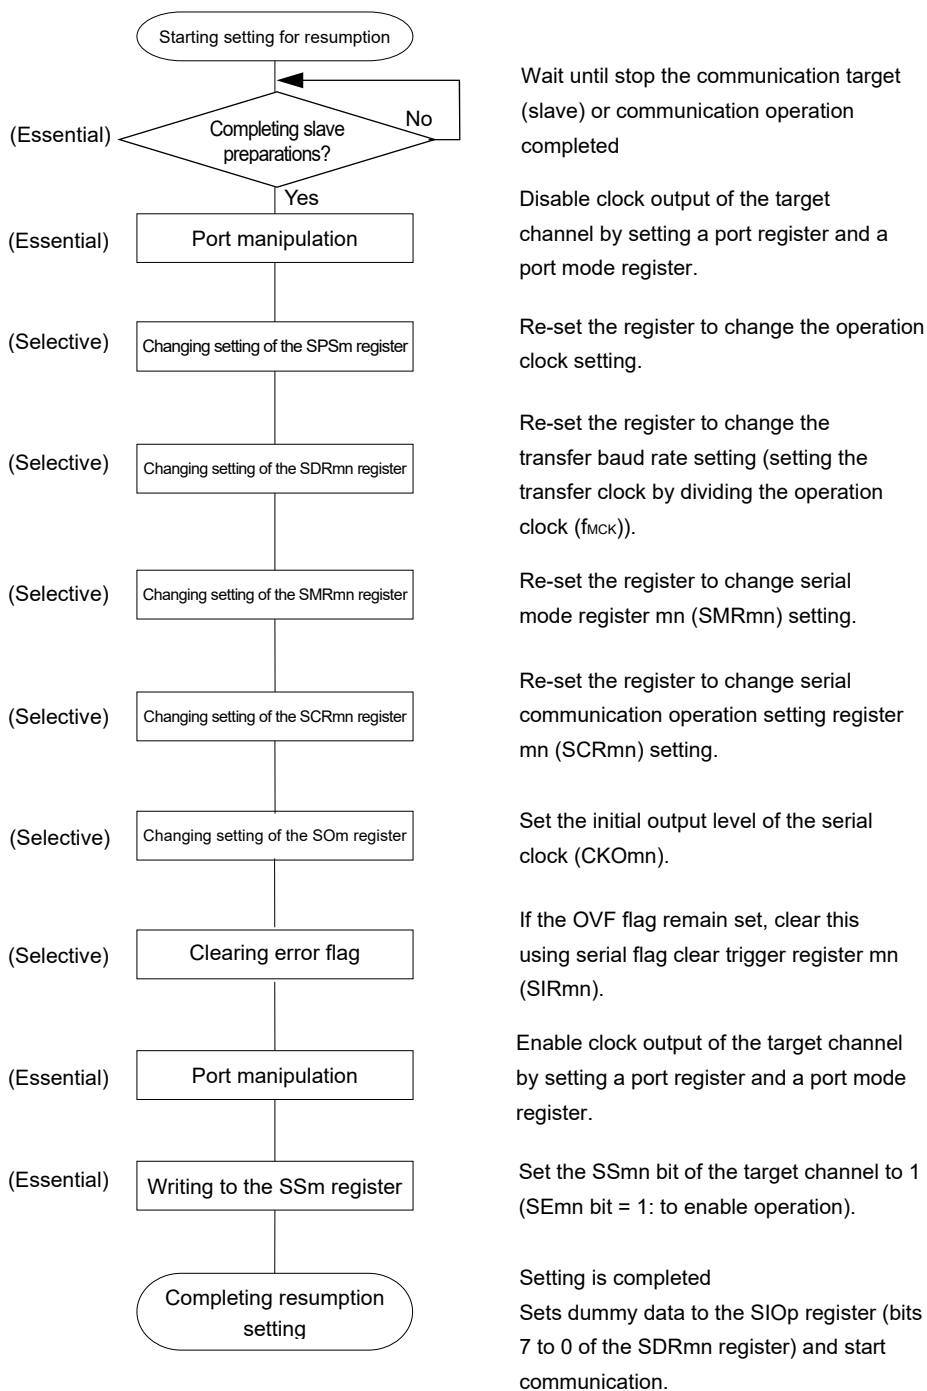 Starting setting for resumption
Wait until stop the communication target
(slave) or communication operation
completed
(Essential)
Completing slave
preparations?
No
Yes
Disable clock output of the target
channel by setting a port register and a
port mode register.
(Essential)
Port manipulation
Re-set the register to change the operation
clock setting.
(Selective)
Changing setting of the SPSm register
Re-set the register to change the
transfer baud rate setting (setting the
transfer clock by dividing the operation
clock (fMCK)).
(Selective)
Changing setting of the SDRmn register
Re-set the register to change serial
mode register mn (SMRmn) setting.
(Selective)
Changing setting of the SMRmn register
Re-set the register to change serial
communication operation setting register
mn (SCRmn) setting.
(Selective)
Changing setting of the SCRmn register
Set the initial output level of the serial
clock (CKOmn).
(Selective)
Changing setting of the SOm register
If the OVF flag remain set, clear this
using serial flag clear trigger register mn
(SIRmn).
(Selective)
Clearing error flag
Enable clock output of the target channel
by setting a port register and a port mode
register.
(Essential)
Port manipulation
Set the SSmn bit of the target channel to 1
(SEmn bit = 1: to enable operation).
(Essential)
Writing to the SSm register
Completing resumption
setting
Setting is completed
Sets dummy data to the SIOp register (bits
7 to 0 of the SDRmn register) and start
communication.